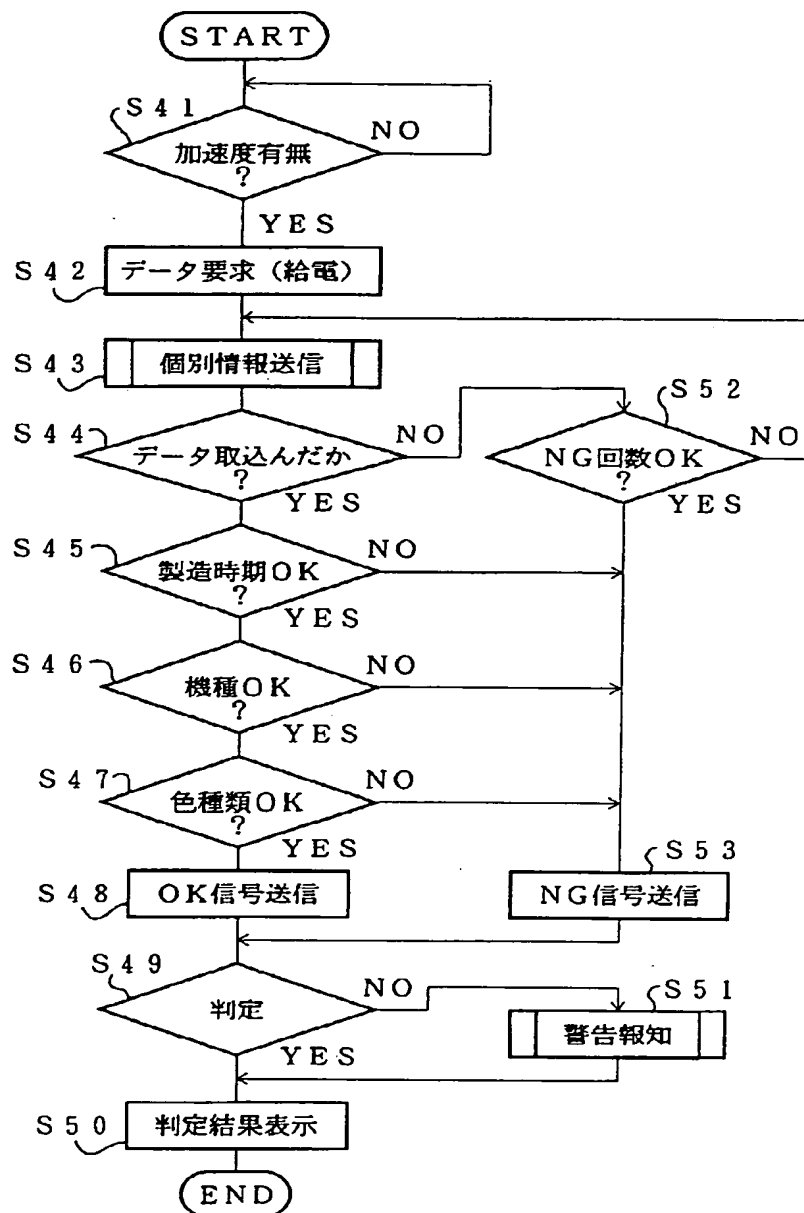 START
S41
加速度有無
?
NO
YES
S42
データ要求(給電)
S43
個別情報送信
S44
データ取込んだか
?
NO
YES
S52
NG回数OK
?
NO
YES
S45
製造時期OK
?
NO
YES
S46
機種OK
?
NO
YES
S47
色種類OK
?
NO
YES
S48
OK信号送信
S53
NG信号送信
S49
判定
NO
YES
S51
警告報知
S50
判定結果表示
END